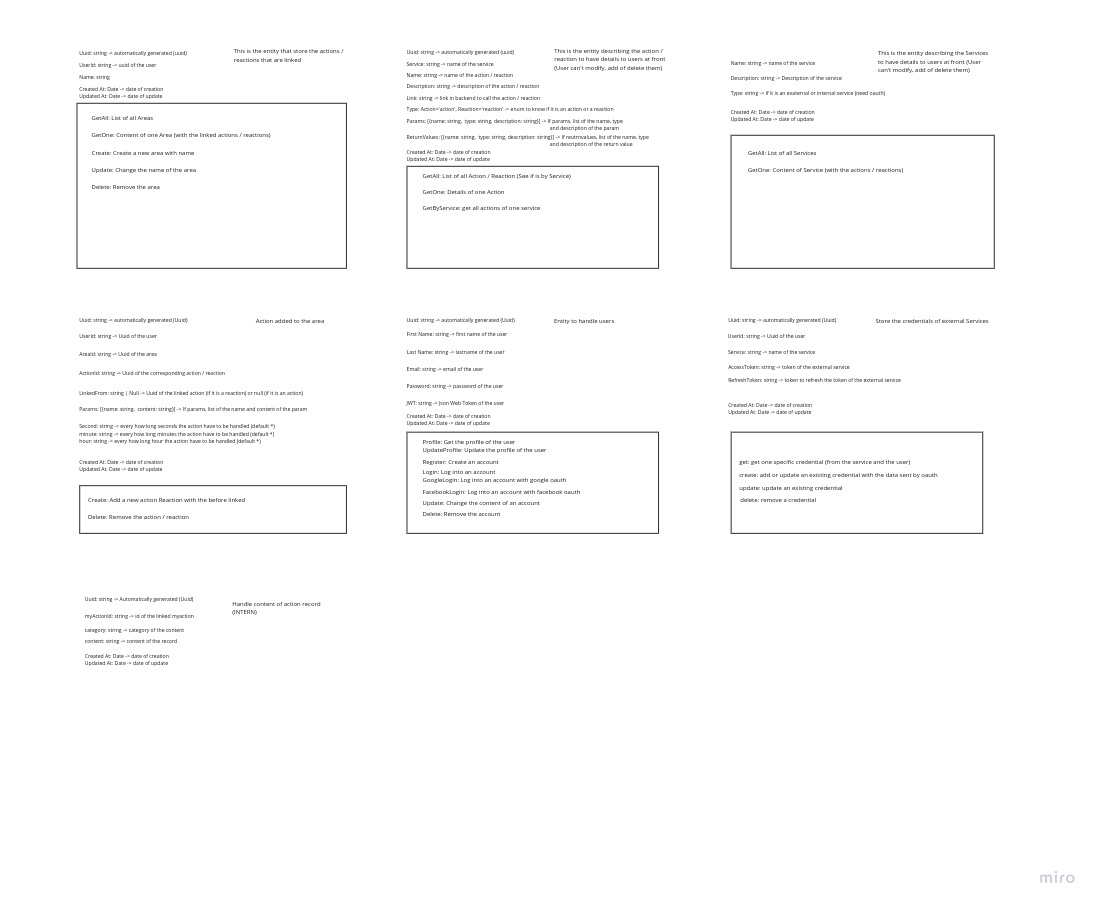 Uuid: string -> automatically generated (uuid)
UserId: string -> uuid of the user
Name: string
Created At: Date -> date of creation
Updated At: Date -> date of update
This is the entity that store the actions /
reactions that are linked
GetAll: List of all Areas
GetOne: Content of one Area (with the linked actions / reactions)
Create: Create a new area with name
Update: Change the name of the area
Delete: Remove the area
Uuid: string -> automatically generated (uuid)
Service: string -> name of the service
Name: string -> name of the action / reaction
Description: string -> description of the action / reaction
Link: string -> link in backend to call the action / reaction
Type: Action='action', Reaction='reaction' -> enum to know if it is an action or a reaction
Params: [{name: string, type: string, description: string}] -> If params, list of the name, type
and description of the param
ReturnValues: [{name: string, type: string, description: string}] -> If reutrnvalues, list of the name, type
and description of the return value
Created At: Date -> date of creation
Updated At: Date -> date of update
This is the entity describing the action /
reaction to have details to users at front
(User can't modify, add of delete them)
GetAll: List of all Action / Reaction (See if is by Service)
GetOne: Details of one Action
GetByService: get all actions of one service
Name: string -> name of the service
Description: string -> Description of the service
Type: string -> If it is an exaternal or internal service (need oauth)
Created At: Date -> date of creation
Updated At: Date -> date of update
This is the entity describing the Services
to have details to users at front (User
can't modify, add of delete them)
GetAll: List of all Services
GetOne: Content of Service (with the actions / reactions)
Uuid: string -> automatically generated (Uuid)
UserId: string -> Uuid of the user
AreaId: string -> Uuid of the area
ActionId: string -> Uuid of the corresponding action / reaction
LinkedFrom: string | Null -> Uuid of the linked action (if it is a reaction) or null (if it is an action)
Params: [{name: string, content: string}] -> If params, list of the name and content of the param
Second: string -> every how long seconds the action have to be handled (default *)
minute: string -> every how long minutes the action have to be handled (default *)
hour: string -> every how long hour the action have to be handled (default *)
Created At: Date -> date of creation
Updated At: Date -> date of update
Action added to the area
Create: Add a new action Reaction with the before linked
Delete: Remove the action / reaction
Uuid: string -> automatically generated (Uuid)
First Name: string -> first name of the user
Last Name: string -> lastname of the user
Email: string -> email of the user
Password: string -> password of the user
JWT: string -> Json Web Token of the user
Created At: Date -> date of creation
Updated At: Date -> date of update
Entity to handle users
Profile: Get the profile of the user
UpdateProfile: Update the profile of the user
Register: Create an account
Login: Log into an account
GoogleLogin: Log into an account with google oauth
FacebookLogin: Log into an account with facebook oauth
Update: Change the content of an account
Delete: Remove the account
Uuid: string -> automatically generated (Uuid)
UserId: string -> Uuid of the user
Service: string -> name of the service
AccessToken: string -> token of the external service
RefreshToken: string -> token to refresh the token of the external service
Created At: Date -> date of creation
Updated At: Date -> date of update
Store the credentials of external Services
get: get one specific credential (from the service and the user)
create: add or update an existing credential with the data sent by oauth
update: update an existing credential
delete: remove a credential
Uuid: string -> Automatically generated (Uuid)
myActionId: string -> id of the linked myaction
category: string -> category of the content
content: string -> content of the record
Created At: Date -> date of creation
Updated At: Date -> date of update
Handle content of action record
(INTERN)
miro